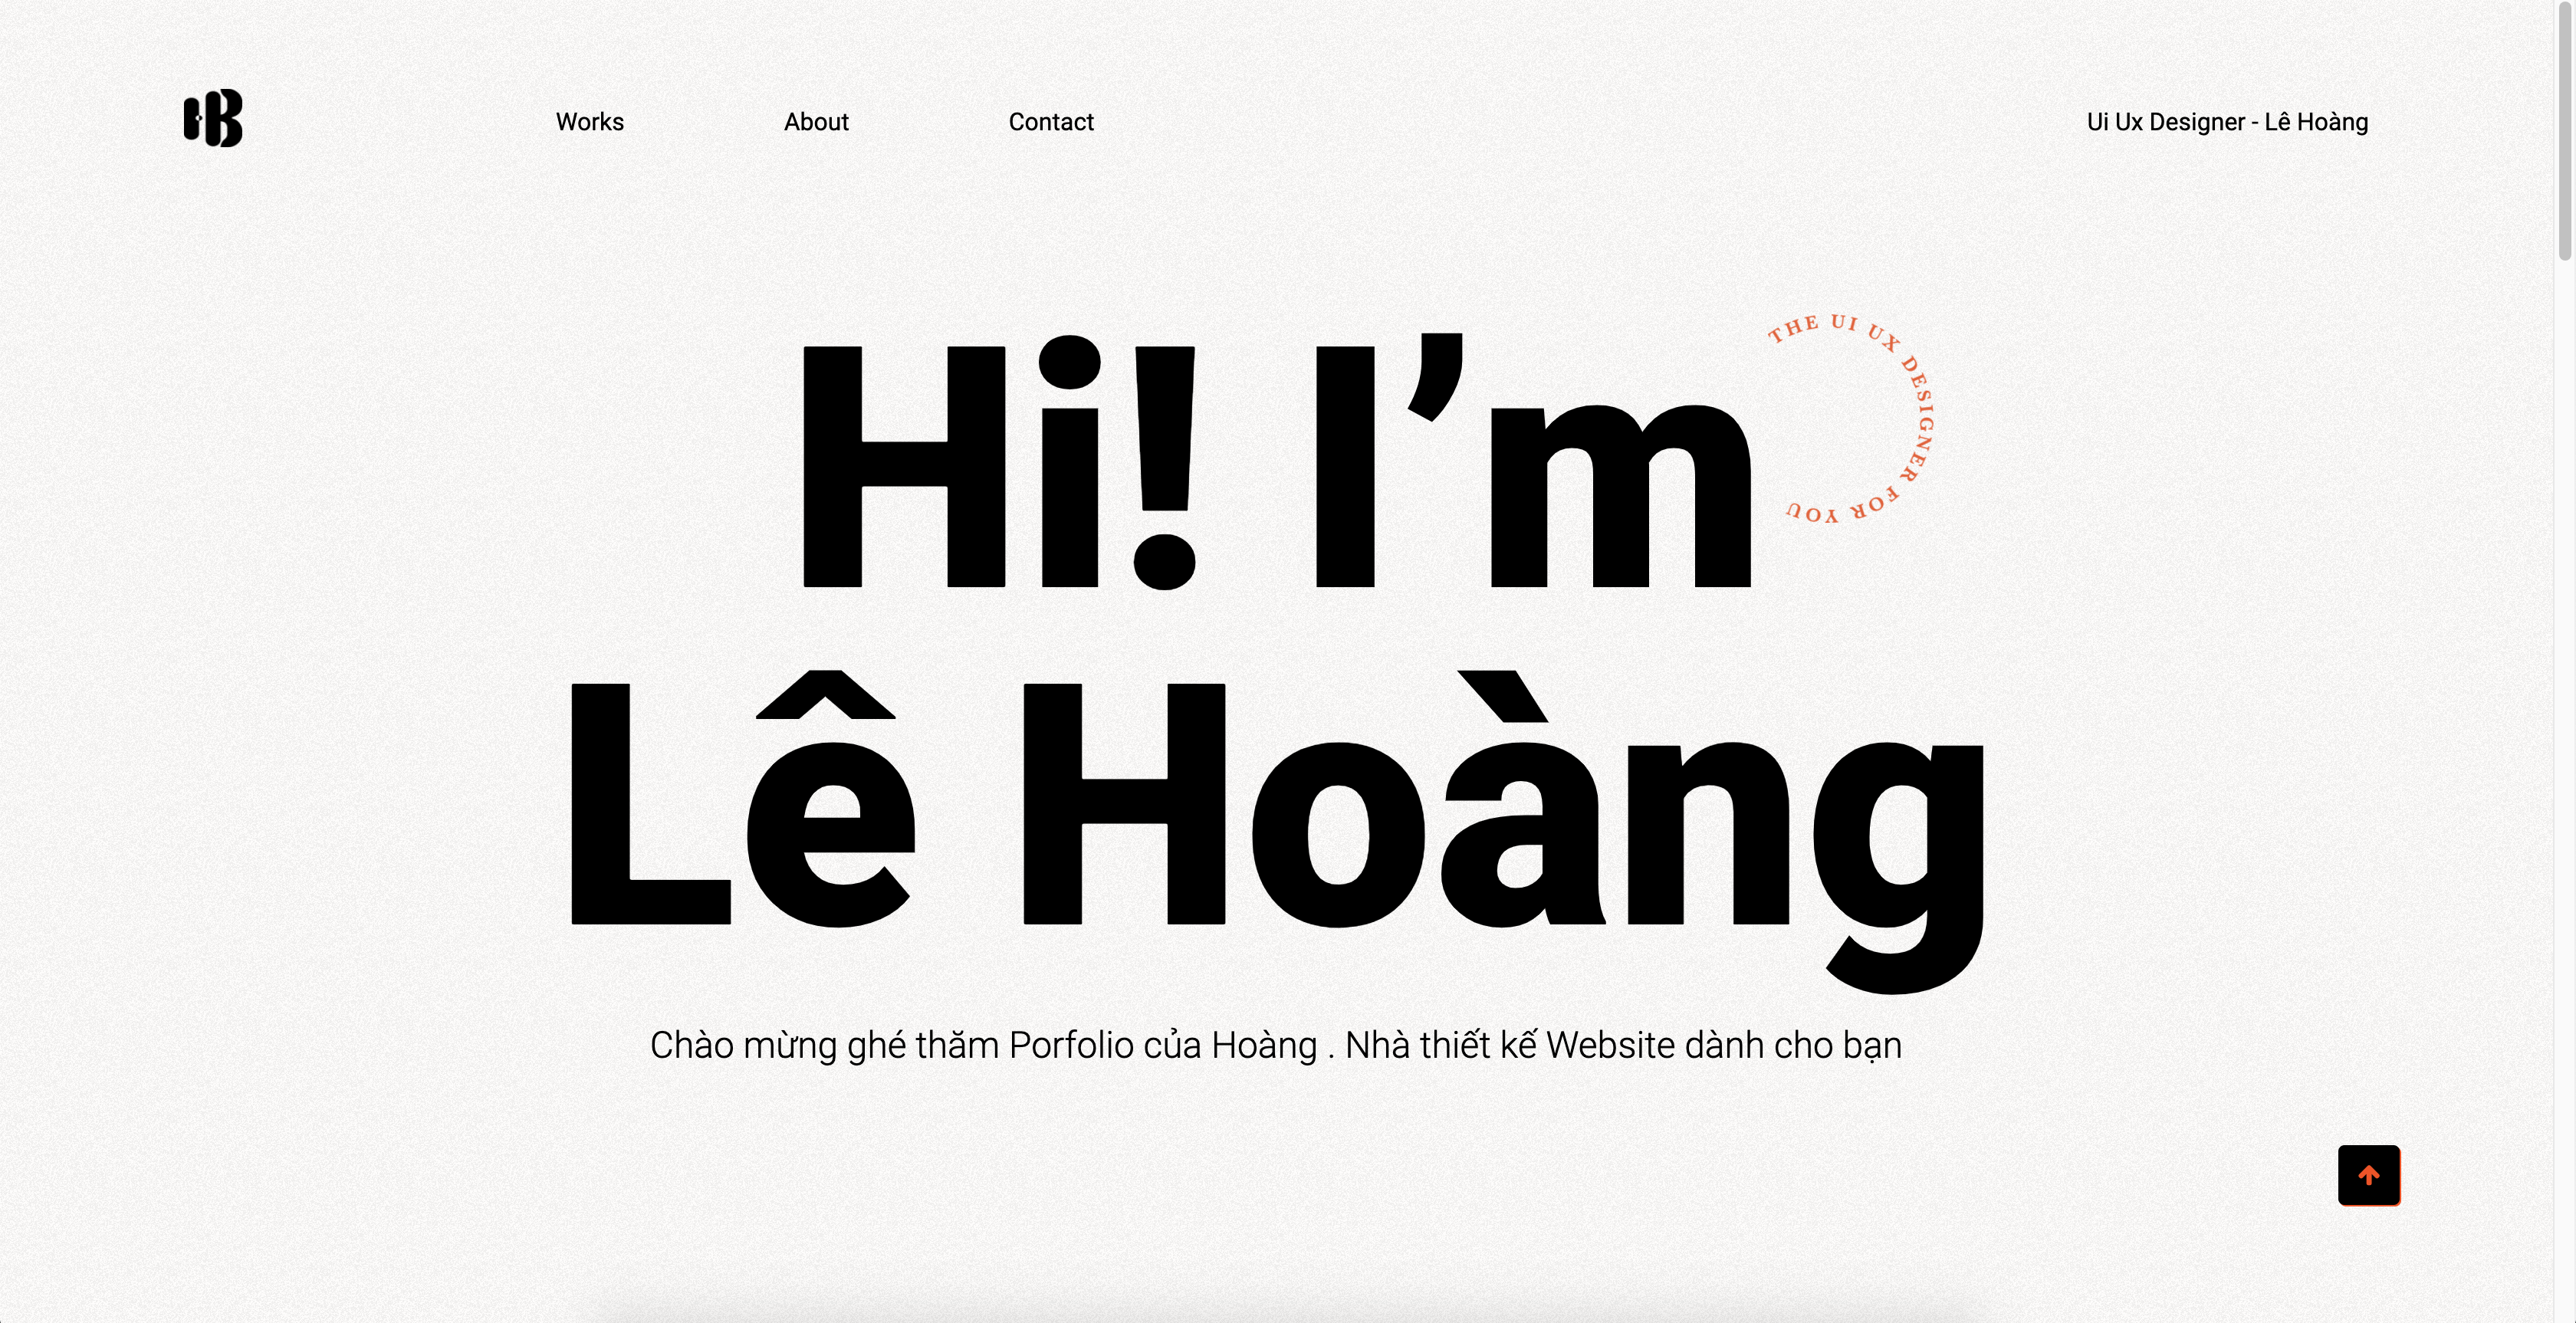 Works
About
Contact
Ui Ux Designer - Lê Hoàng
Hi! I’m
THE UI UX DESIGNER FOR YOU
Lê Hoàng
Chào mừng ghé thăm Porfolio của Hoàng . Nhà thiết kế Website dành cho bạn